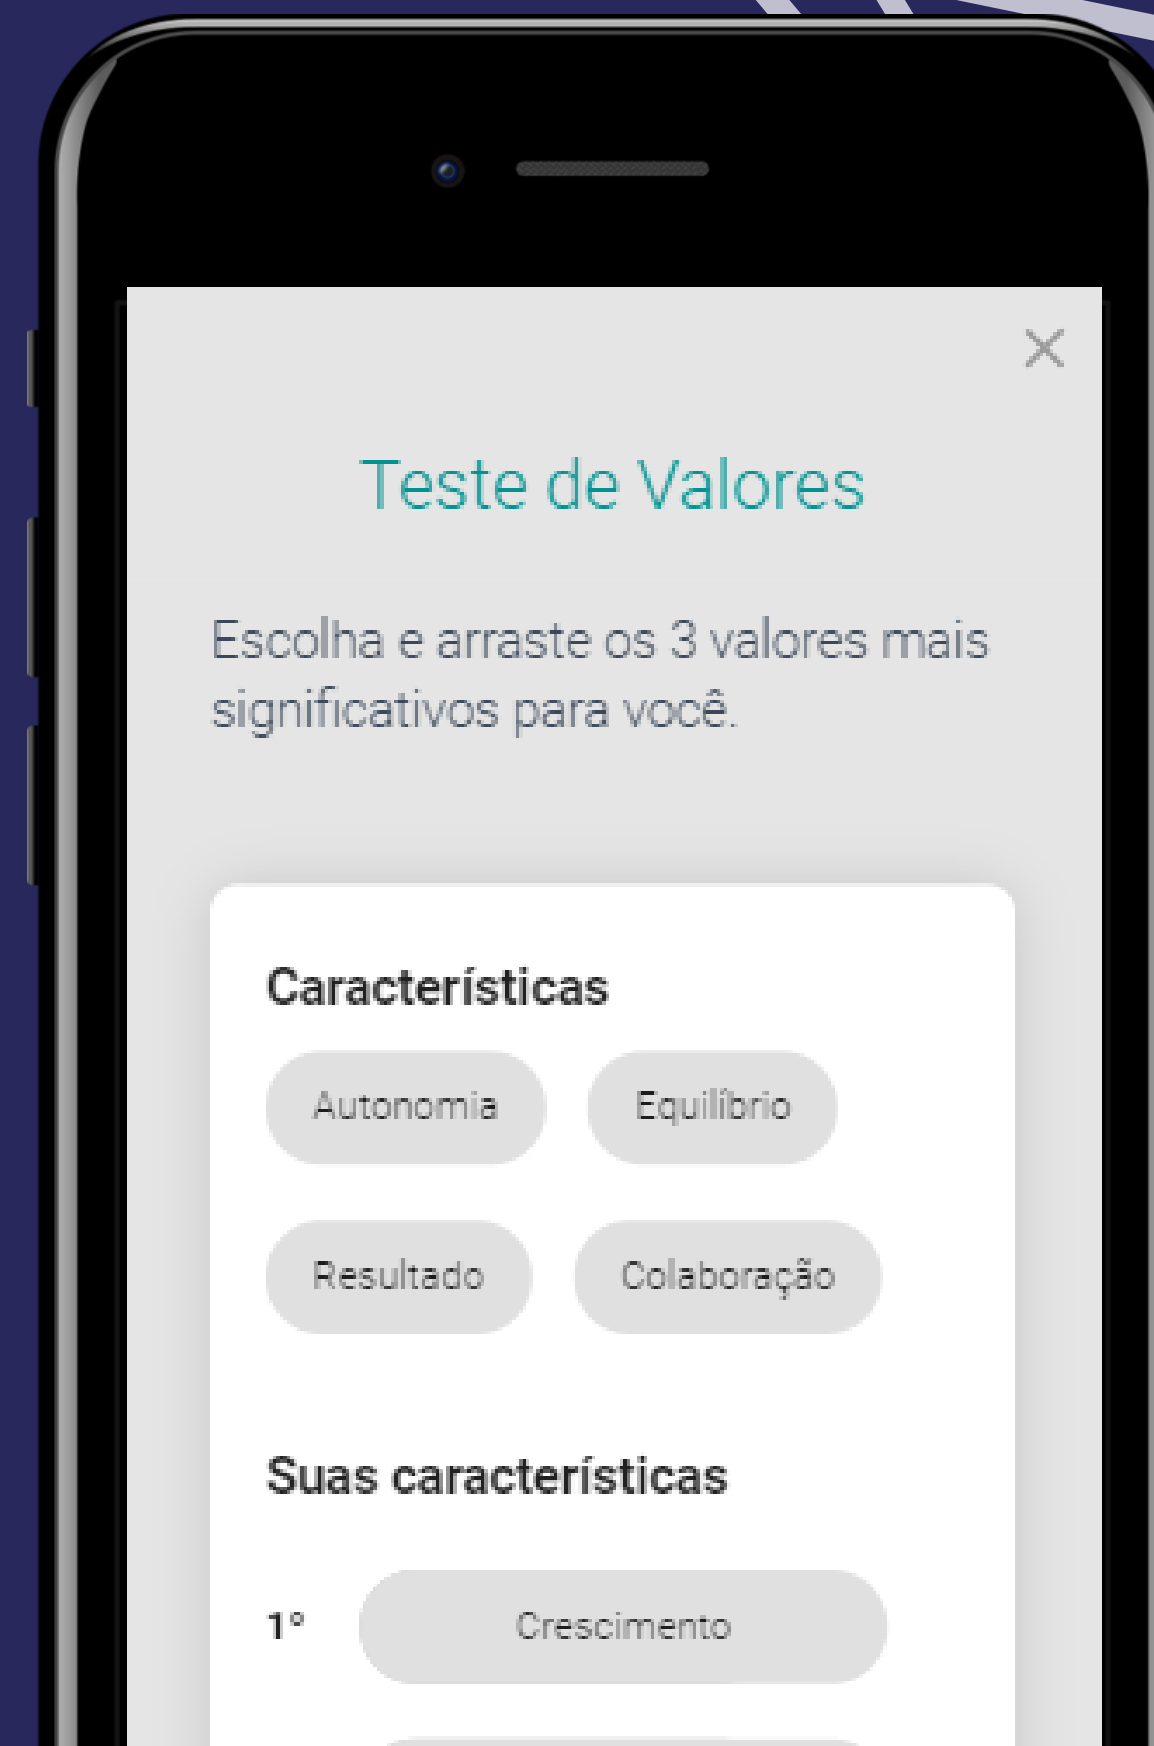 Teste de Valores
Escolha e arraste os 3 valores mais
significativos para você.
Características
Autonomia
Equilíbrio
Resultado
Colaboração
Suas características
1º
Crescimento